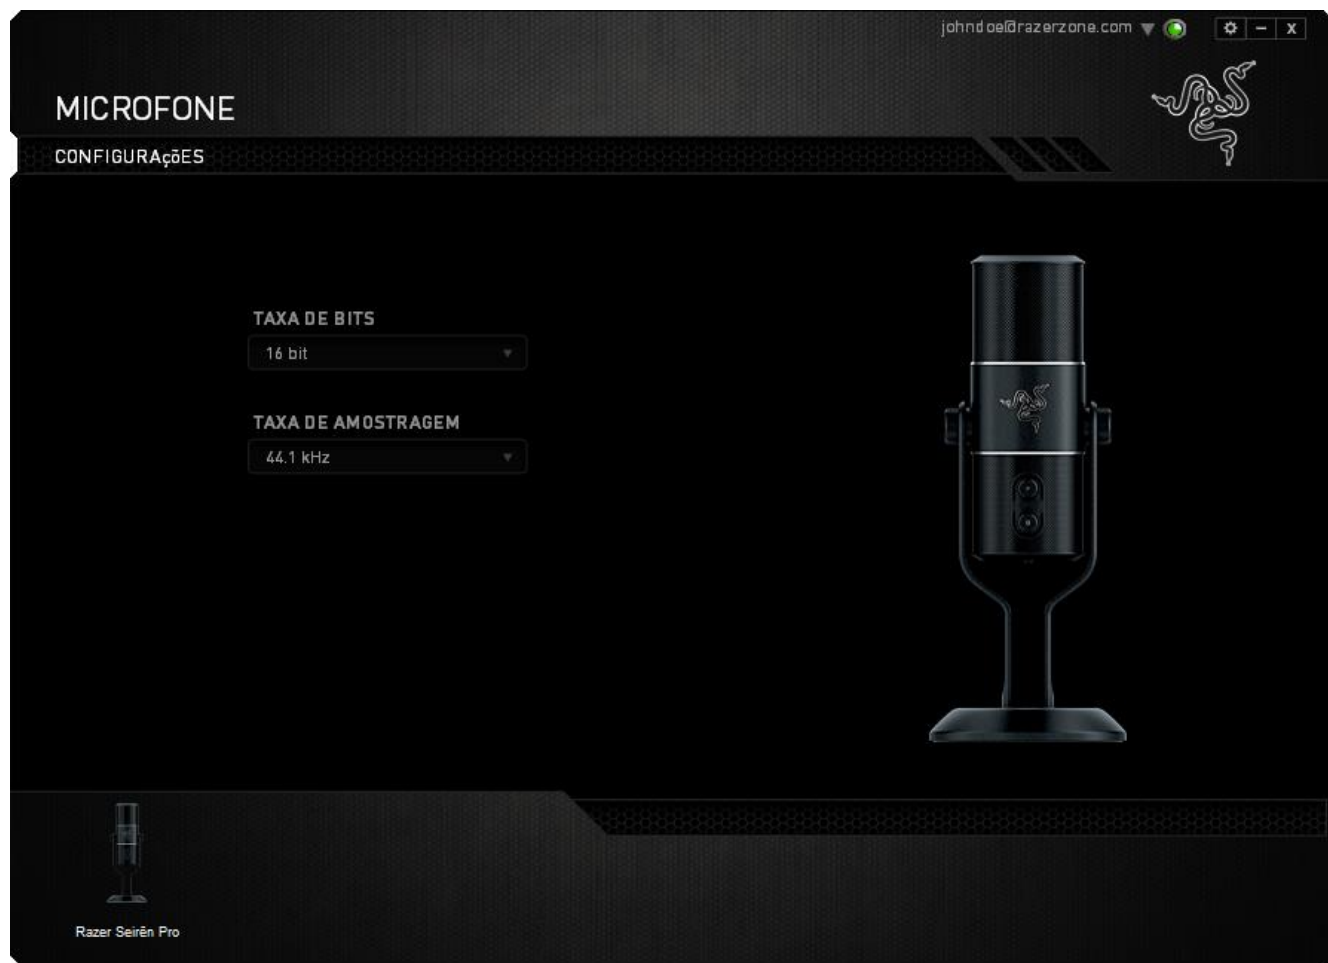 johndoe@razerzone.com
MICROFONE
CONFIGURAçõES
TAXA DE BITS
16 bit
TAXA DE AMOSTRAGEM
44.1 kHz
Razer Seirēn Pro